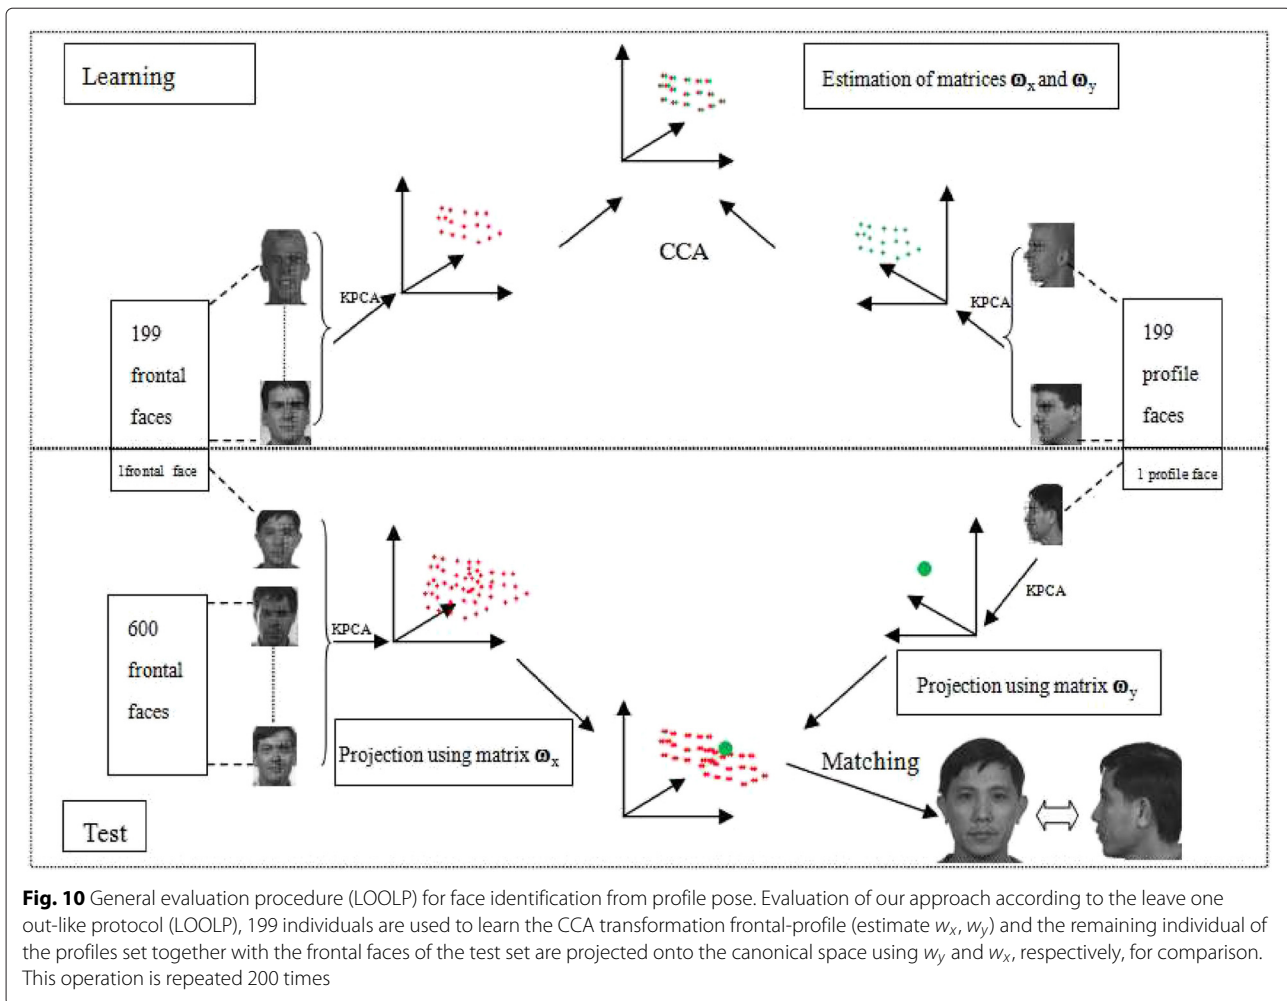 Learning
Estimation of matrices ω_x and ω_y
CCA
KPCA
KPCA
199
frontal
faces
199
profile
faces
1frontal face
1 profile face
KPCA
KPCA
600
frontal
faces
Projection using matrix ω_y
Projection using matrix ω_x
Matching
Test
Fig. 10 General evaluation procedure (LOOLP) for face identification from profile pose. Evaluation of our approach according to the leave one
out-like protocol (LOOLP), 199 individuals are used to learn the CCA transformation frontal-profile (estimate w_x, w_y) and the remaining individual of
the profiles set together with the frontal faces of the test set are projected onto the canonical space using w_y and w_x, respectively, for comparison.
This operation is repeated 200 times